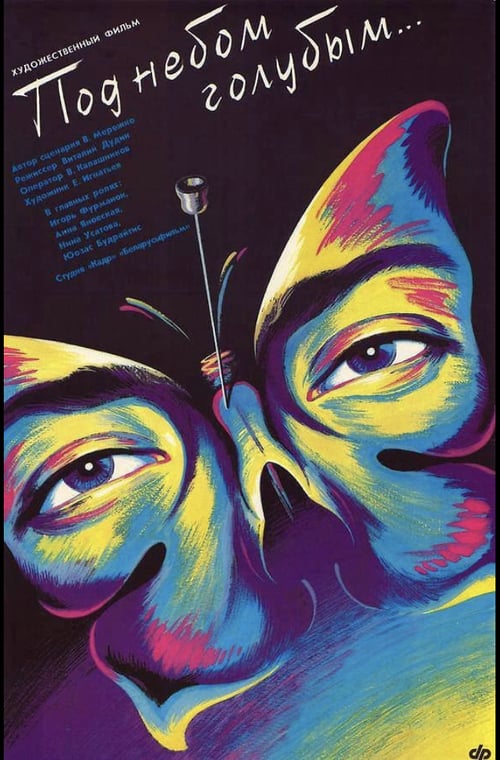 ХУДОЖЕСТВЕННЫЙ ФИЛЬМ
Под небом
голубым...
Автор сценария В. Мережко
Режиссер Виталий Дудин
Оператор В. Калашников
Художник Е. Игнатьев
В главных ролях:
Игорь Фурманюк,
Анна Яновская,
Нина Усатова,
Юозас Будрайтис
Студия «Кадр» «Беларусьфильм»